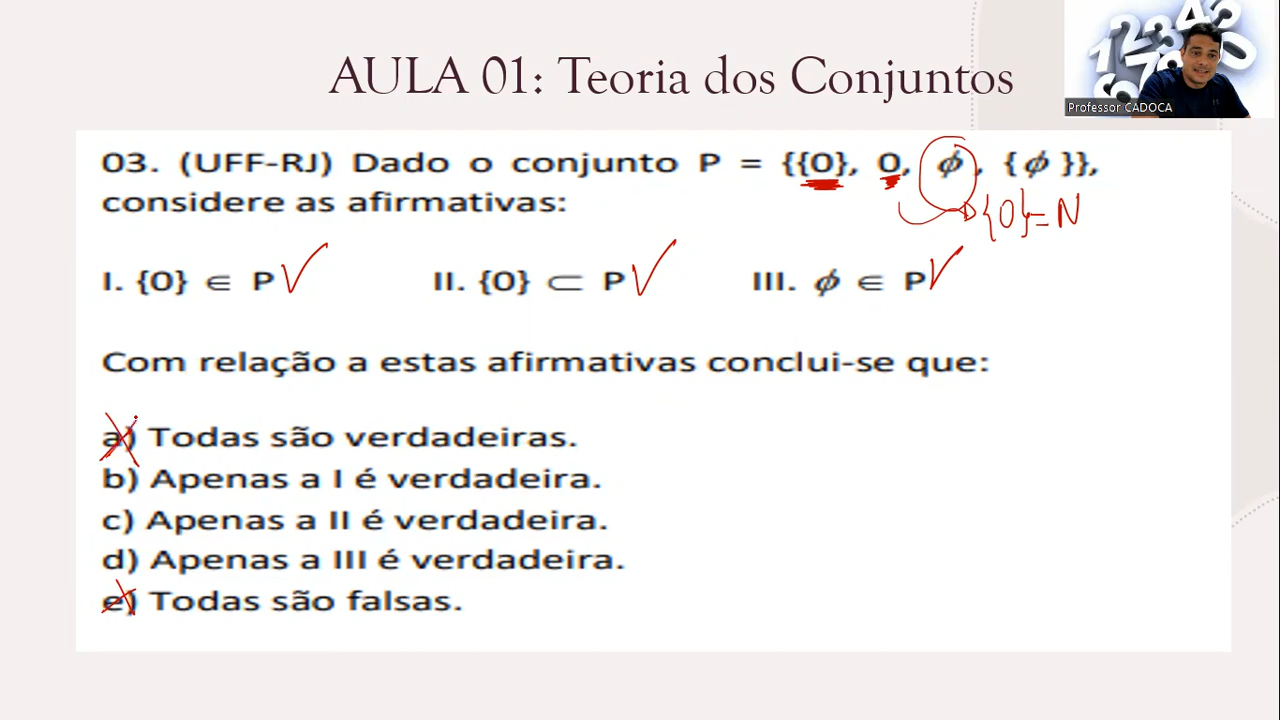 AULA 01: Teoria dos Conjuntos
Professor CADOCA
03. (UFF-RJ) Dado o conjunto P = {{0}, 0, ϕ, {ϕ}},
considere as afirmativas:
{0}=N
I. {0} ∈ P✓ II. {0} ⊂ P✓ III. ϕ ∈ P✓
Com relação a estas afirmativas conclui-se que:
a) Todas são verdadeiras.
b) Apenas a I é verdadeira.
c) Apenas a II é verdadeira.
d) Apenas a III é verdadeira.
e) Todas são falsas.